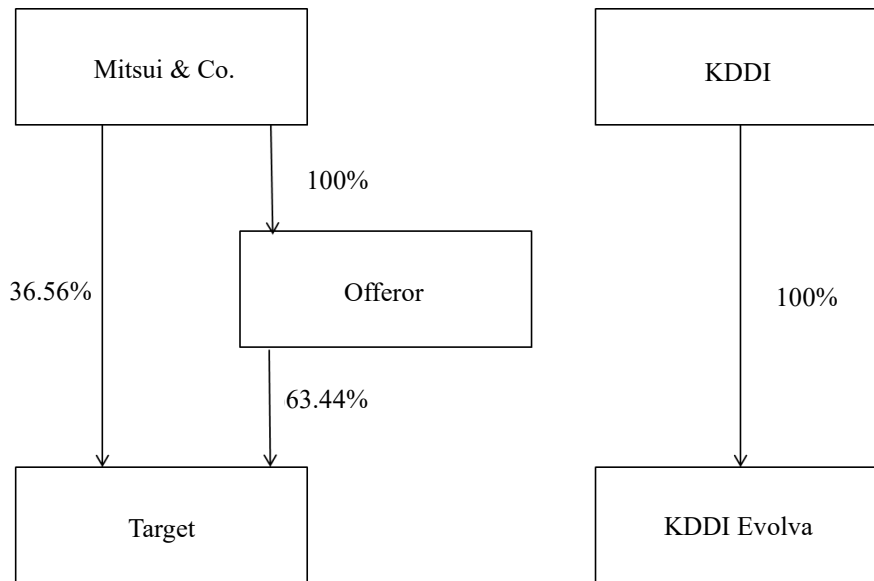 Mitsui & Co.
KDDI
100%
36.56%
Offeror
100%
63.44%
Target
KDDI Evolva